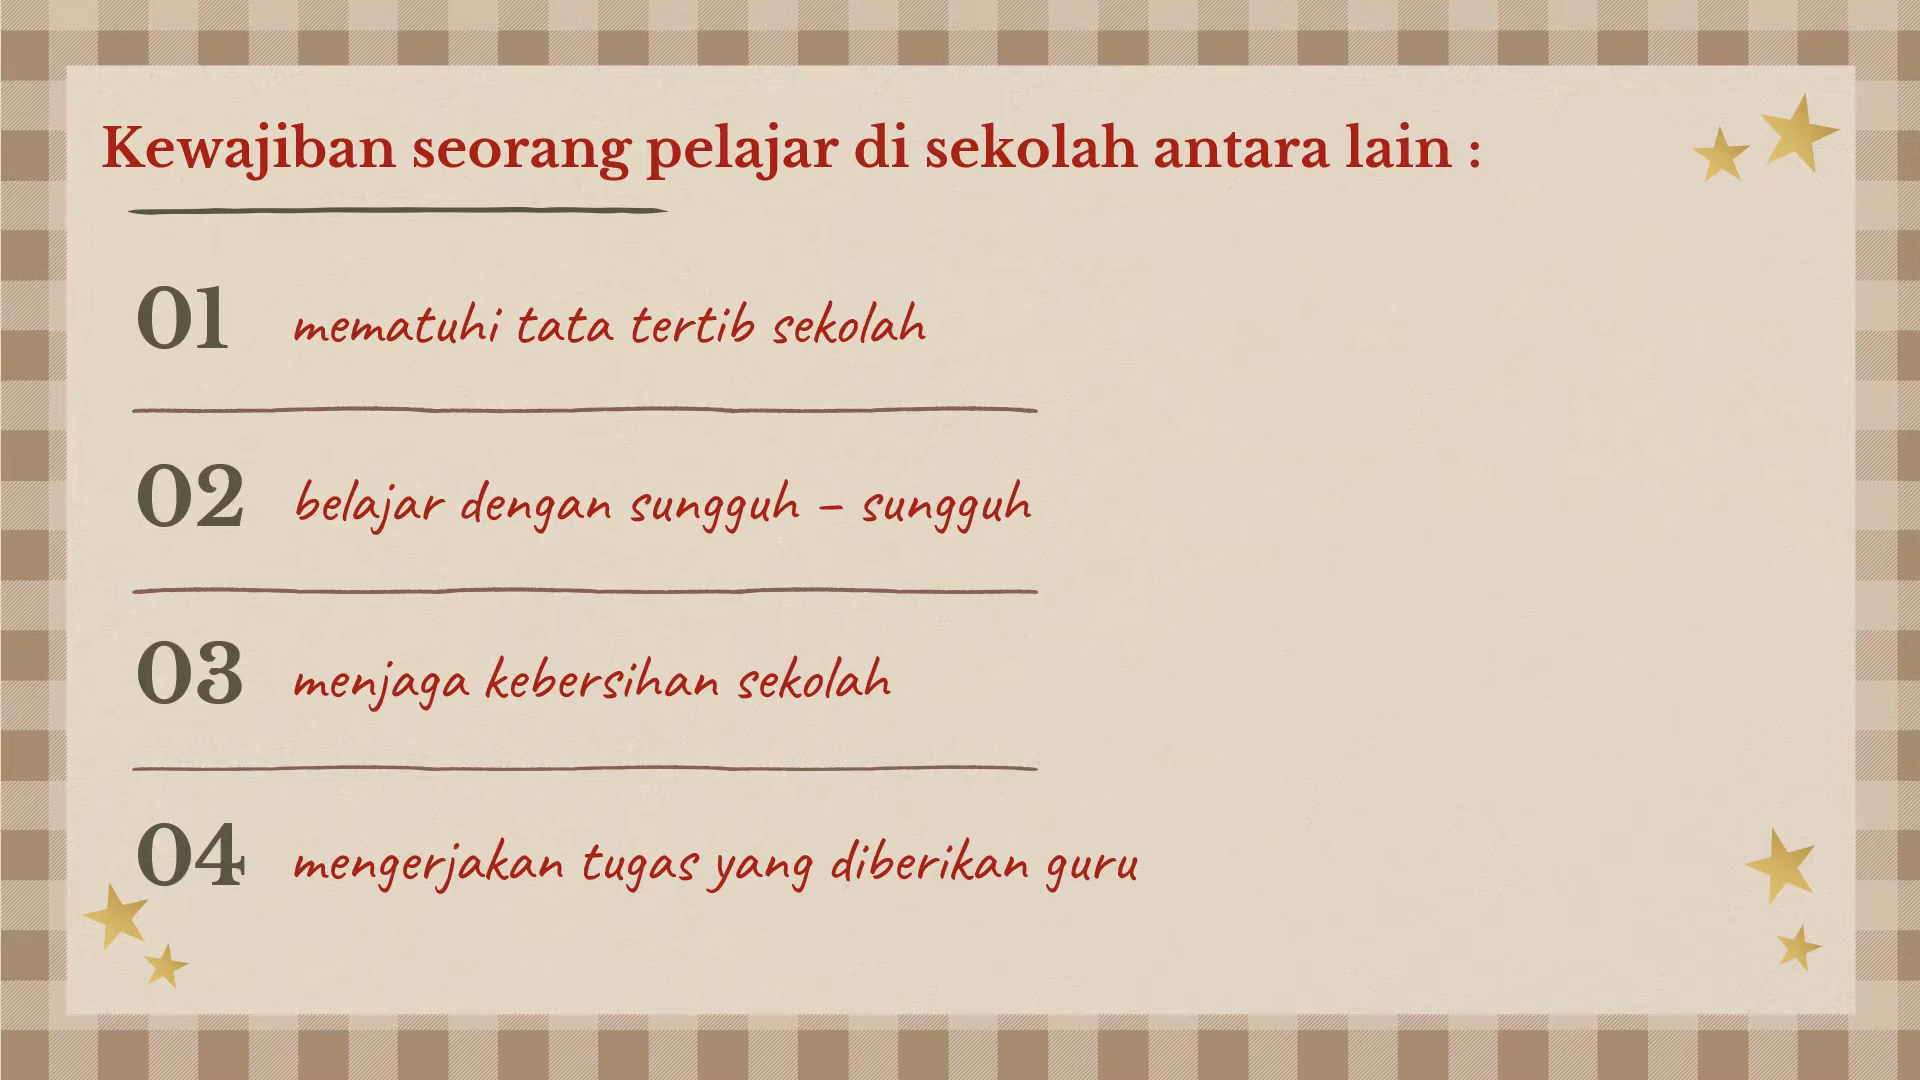 Kewajiban seorang pelajar di sekolah antara lain :
01 mematuhi tata tertib sekolah
02 belajar dengan sungguh – sungguh
03 menjaga kebersihan sekolah
04 mengerjakan tugas yang diberikan guru